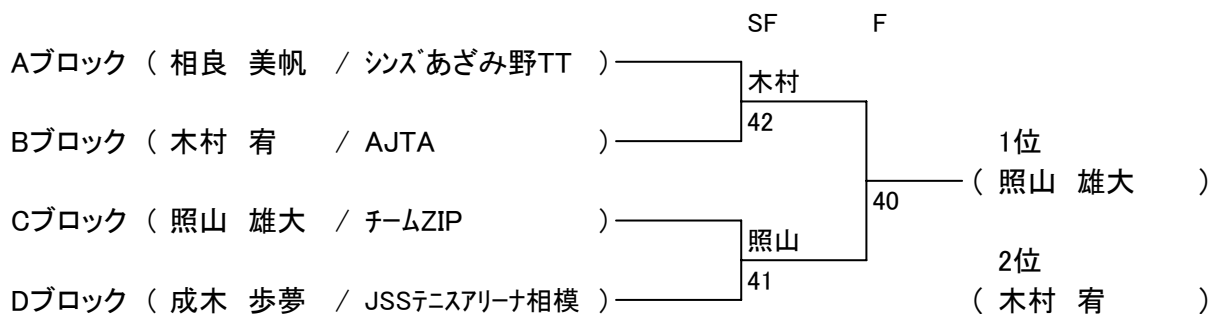 SF F
Aブロック ( 相良 美帆 / シンズあざみ野TT )
木村
42
Bブロック ( 木村 宥 / AJTA )
1位
( 照山 雄大 )
40
Cブロック ( 照山 雄大 / チームZIP )
照山
2位
41
Dブロック ( 成木 歩夢 / JSSテニスアリーナ相模 )
( 木村 宥 )